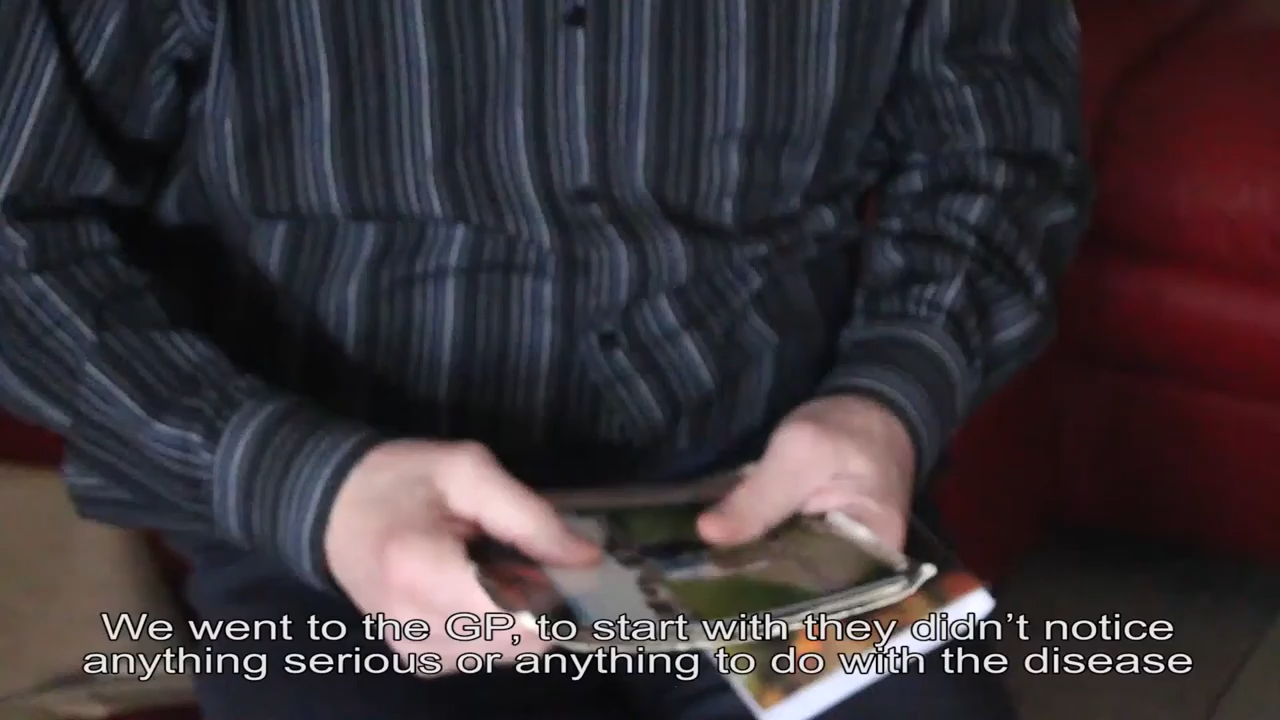 We went to the GP, to start with they didn’t notice
anything serious or anything to do with the disease